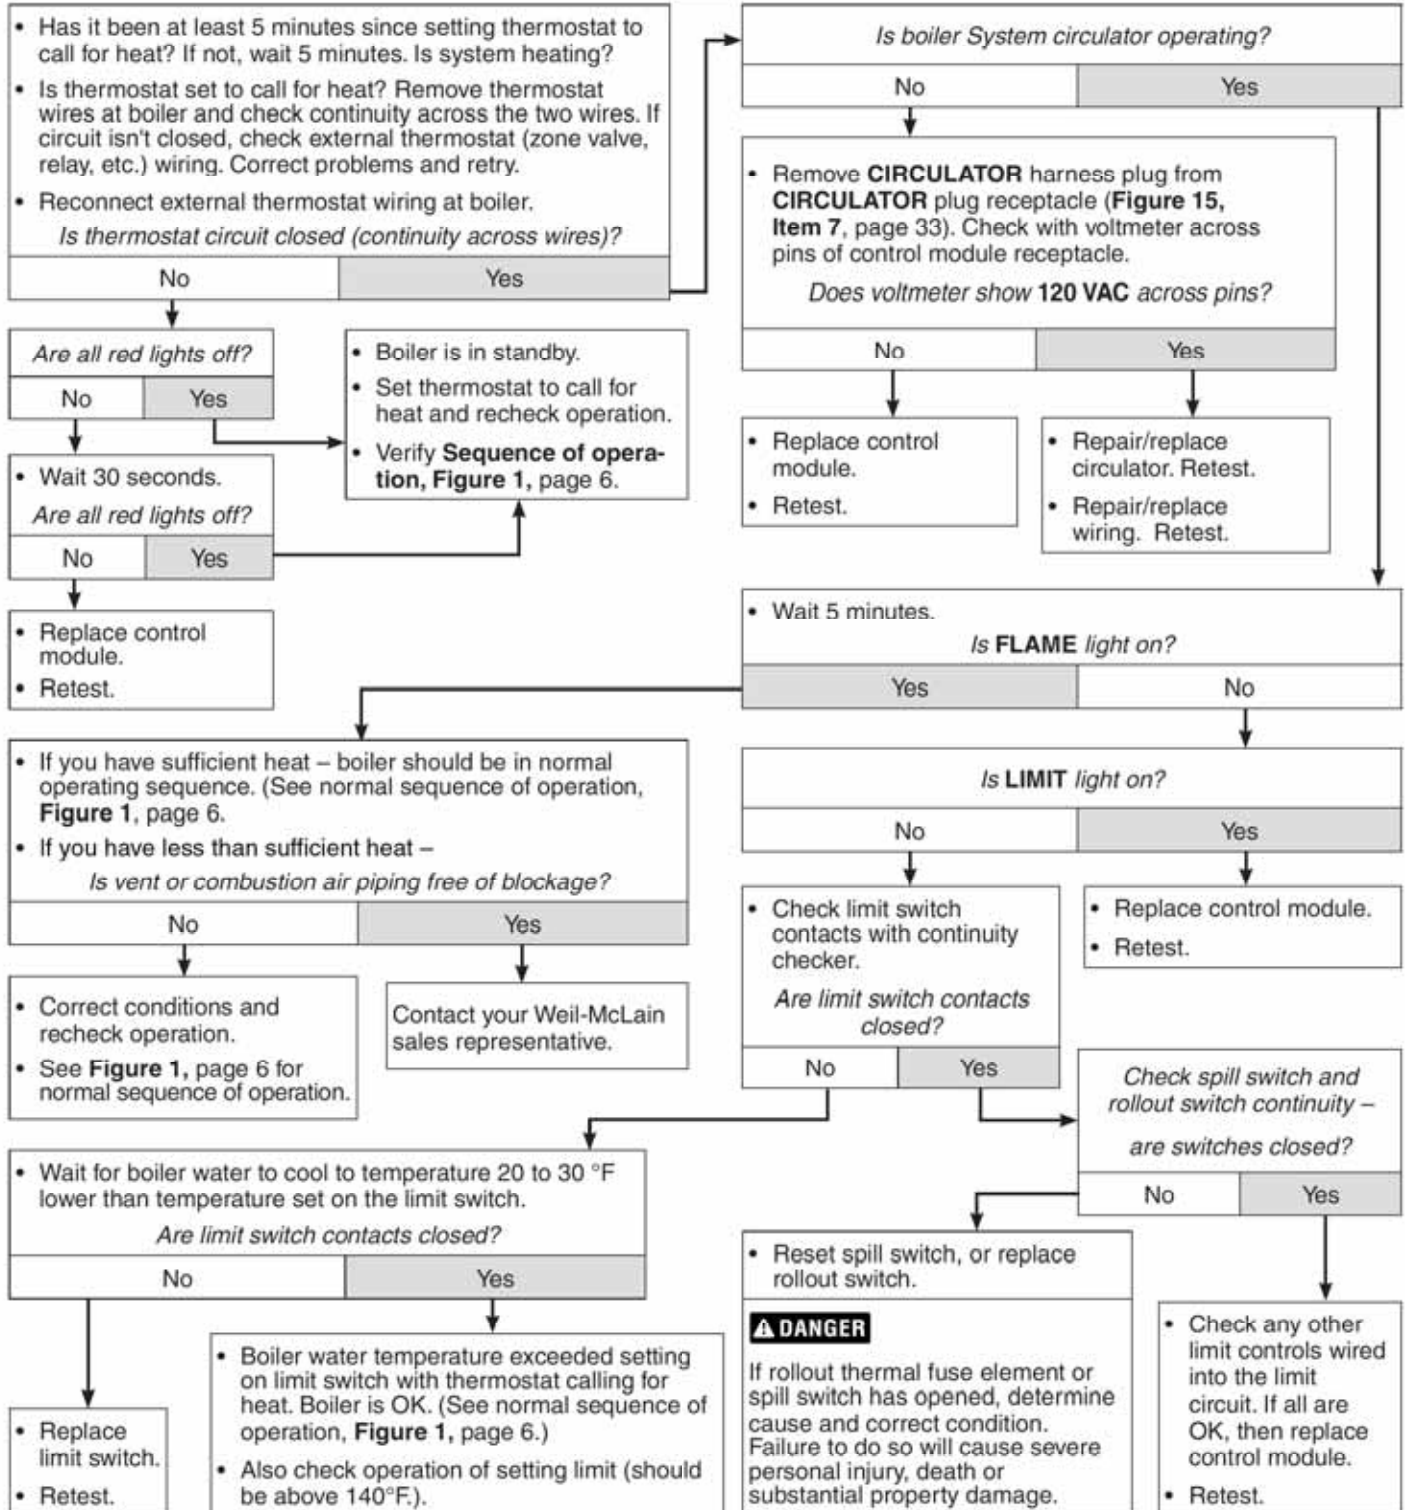 • Has it been at least 5 minutes since setting thermostat to
call for heat? If not, wait 5 minutes. Is system heating?
• Is thermostat set to call for heat? Remove thermostat
wires at boiler and check continuity across the two wires. If
circuit isn't closed, check external thermostat (zone valve,
relay, etc.) wiring. Correct problems and retry.
• Reconnect external thermostat wiring at boiler.
Is thermostat circuit closed (continuity across wires)?
No
Yes
Are all red lights off?
No
Yes
• Wait 30 seconds.
Are all red lights off?
No
Yes
• Replace control
module.
• Retest.
• Boiler is in standby.
• Set thermostat to call for
heat and recheck operation.
• Verify Sequence of opera-
tion, Figure 1, page 6.
Is boiler System circulator operating?
No
Yes
• Remove CIRCULATOR harness plug from
CIRCULATOR plug receptacle (Figure 15,
Item 7, page 33). Check with voltmeter across
pins of control module receptacle.
Does voltmeter show 120 VAC across pins?
No
Yes
• Replace control
module.
• Retest.
• Repair/replace
circulator. Retest.
• Repair/replace
wiring. Retest.
• Wait 5 minutes.
Is FLAME light on?
Yes
No
• If you have sufficient heat – boiler should be in normal
operating sequence. (See normal sequence of operation,
Figure 1, page 6.
• If you have less than sufficient heat –
Is vent or combustion air piping free of blockage?
No
Yes
• Correct conditions and
recheck operation.
• See Figure 1, page 6 for
normal sequence of operation.
Contact your Weil-McLain
sales representative.
Is LIMIT light on?
No
Yes
• Check limit switch
contacts with continuity
checker.
Are limit switch contacts
closed?
No
Yes
• Replace control module.
• Retest.
Check spill switch and
rollout switch continuity –
are switches closed?
No
Yes
• Wait for boiler water to cool to temperature 20 to 30 °F
lower than temperature set on the limit switch.
Are limit switch contacts closed?
No
Yes
• Replace
limit switch.
• Retest.
• Boiler water temperature exceeded setting
on limit switch with thermostat calling for
heat. Boiler is OK. (See normal sequence of
operation, Figure 1, page 6.)
• Also check operation of setting limit (should
be above 140°F.).
• Reset spill switch, or replace
rollout switch.
DANGER
If rollout thermal fuse element or
spill switch has opened, determine
cause and correct condition.
Failure to do so will cause severe
personal injury, death or
substantial property damage.
• Check any other
limit controls wired
into the limit
circuit. If all are
OK, then replace
control module.
• Retest.